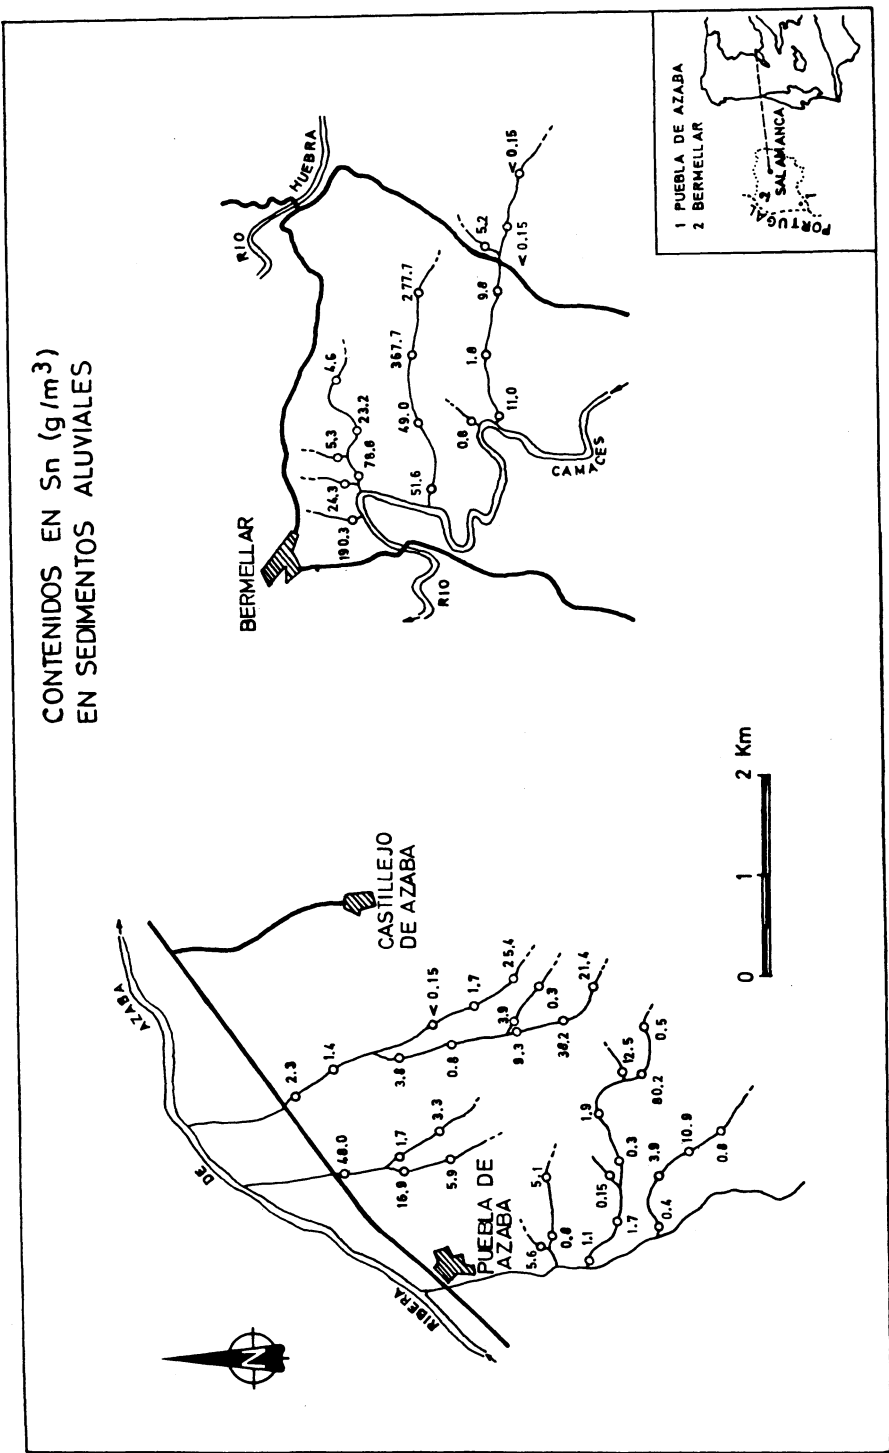 CONTENIDOS EN Sn (g/m³)
EN SEDIMENTOS ALUVIALES
AZABA
DE
RIBERA
N
CASTILLEJO
DE AZABA
PUEBLA DE
AZABA
2.3
1.4
< 0.15
1.7
25.4
3.8
0.8
9.3
3.9
0.3
38.2
21.4
48.0
1.7
3.3
16.9
5.9
5.6
0.8
5.1
1.1
1.7
0.15
0.3
1.9
80.2
12.5
0.5
0.4
3.9
10.9
0.8
0 1 2 Km
BERMELLAR
RIO
HUEBRA
RIO
CAMACES
190.3
24.3
5.3
78.8
23.2
4.6
51.6
49.0
367.7
277.7
0.8
11.0
1.8
9.8
5.2
< 0.15
< 0.15
1 PUEBLA DE AZABA
2 BERMELLAR
PORTUGAL
2
1
SALAMANCA